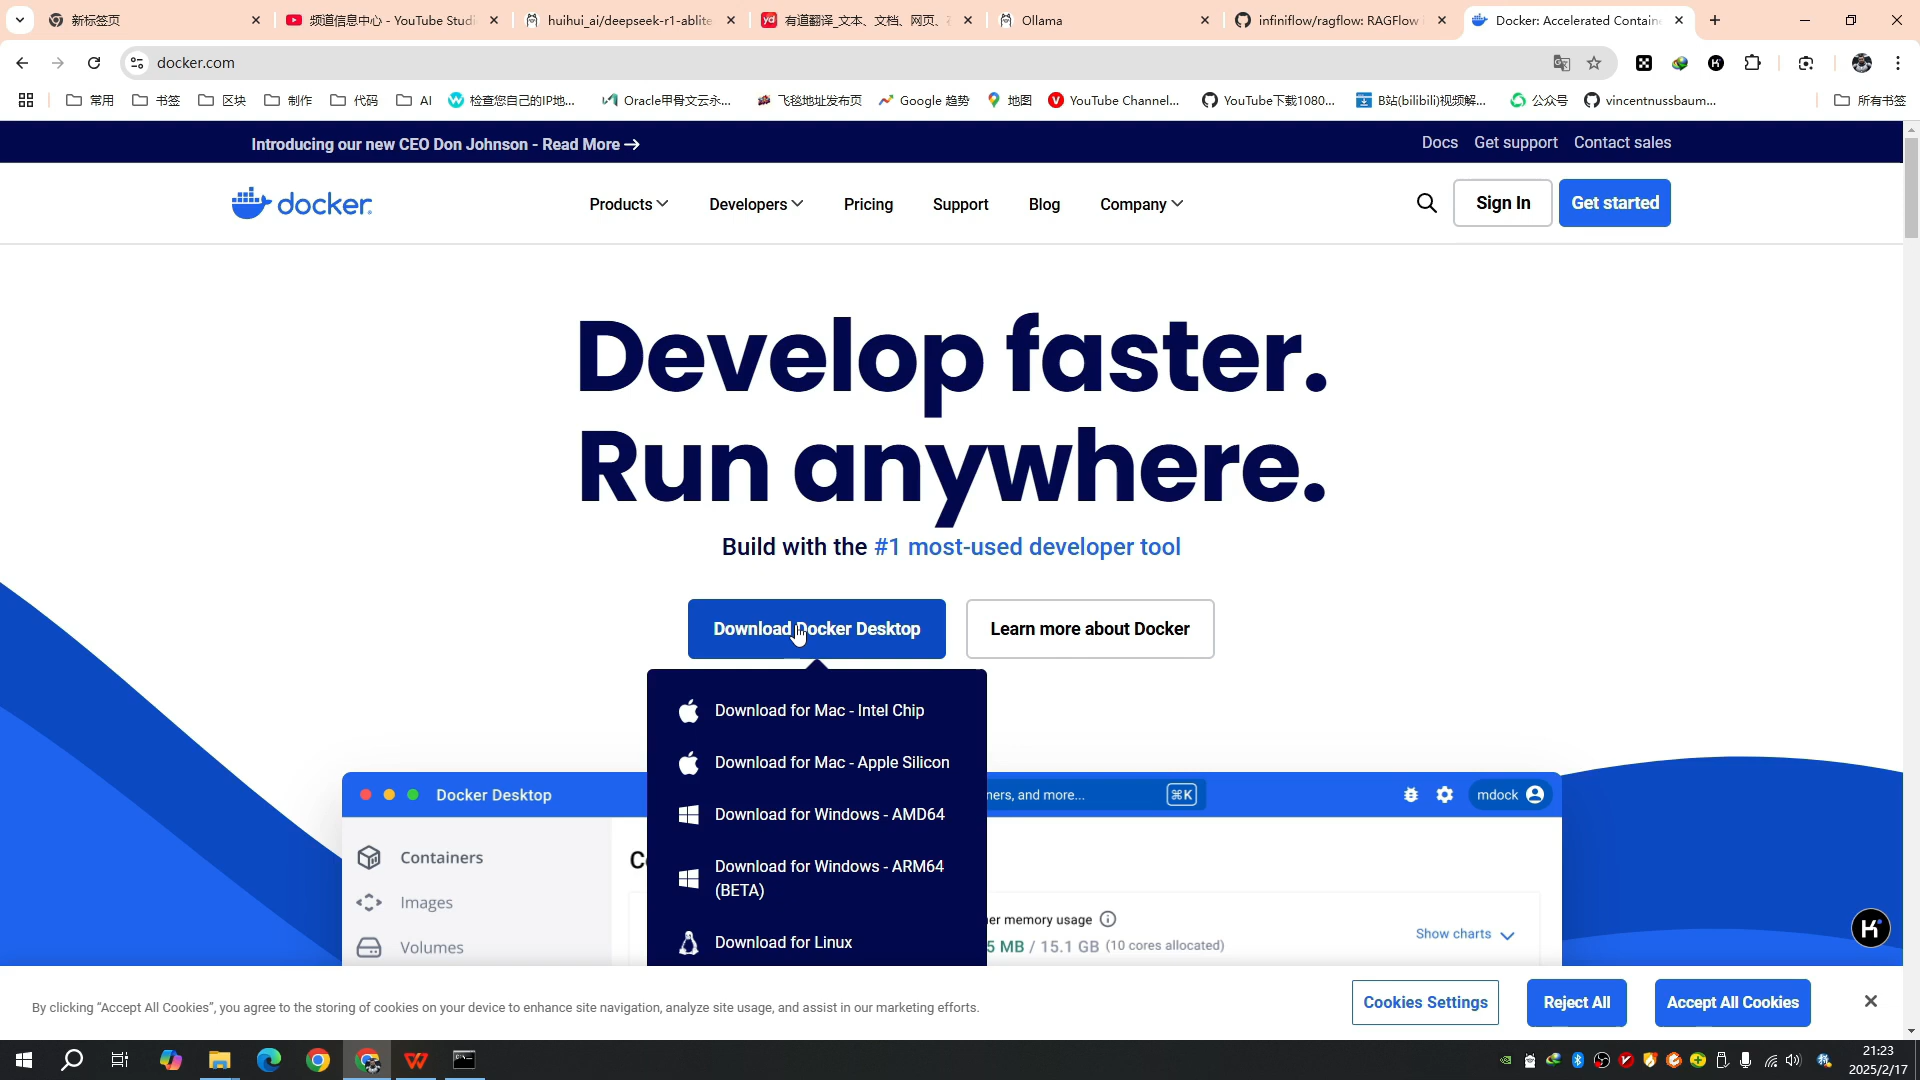 新标签页
频道信息中心 - YouTube Studi
huihui_ai/deepseek-r1-ablite
有道翻译_文本、文档、网页、
Ollama
infiniflow/ragflow: RAGFlow
Docker: Accelerated Contain
docker.com
常用
书签
区块
制作
代码
AI
检查您自己的IP地...
Oracle甲骨文云永...
飞毯地址发布页
Google 趋势
地图
YouTube Channel...
YouTube下载1080...
B站(bilibili)视频解...
公众号
vincentnussbaum...
所有书签
Introducing our new CEO Don Johnson - Read More →
Docs Get support Contact sales
docker
Products Developers Pricing Support Blog Company
Sign In
Get started
Develop faster.
Run anywhere.
Build with the #1 most-used developer tool
Download Docker Desktop
Learn more about Docker
Download for Mac - Intel Chip
Download for Mac - Apple Silicon
Download for Windows - AMD64
Download for Windows - ARM64
(BETA)
Download for Linux
Docker Desktop
ners, and more...
⌘K
mdock
Containers
Images
Volumes
er memory usage
5 MB / 15.1 GB (10 cores allocated)
Show charts
By clicking “Accept All Cookies”, you agree to the storing of cookies on your device to enhance site navigation, analyze site usage, and assist in our marketing efforts.
Cookies Settings
Reject All
Accept All Cookies
21:23
2025/2/17